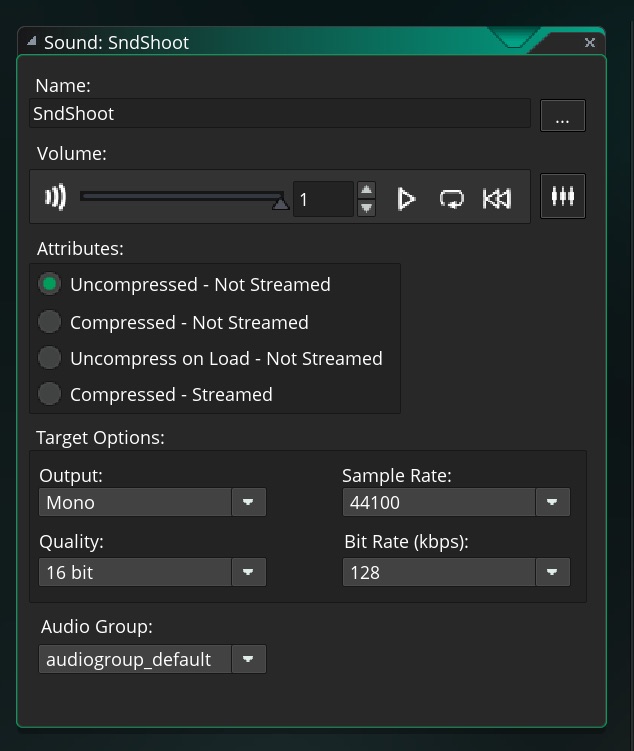 Sound: SndShoot
Name:
SndShoot
...
Volume:
1
Attributes:
Uncompressed - Not Streamed
Compressed - Not Streamed
Uncompress on Load - Not Streamed
Compressed - Streamed
Target Options:
Output: Sample Rate:
Mono 44100
Quality: Bit Rate (kbps):
16 bit 128
Audio Group:
audiogroup_default